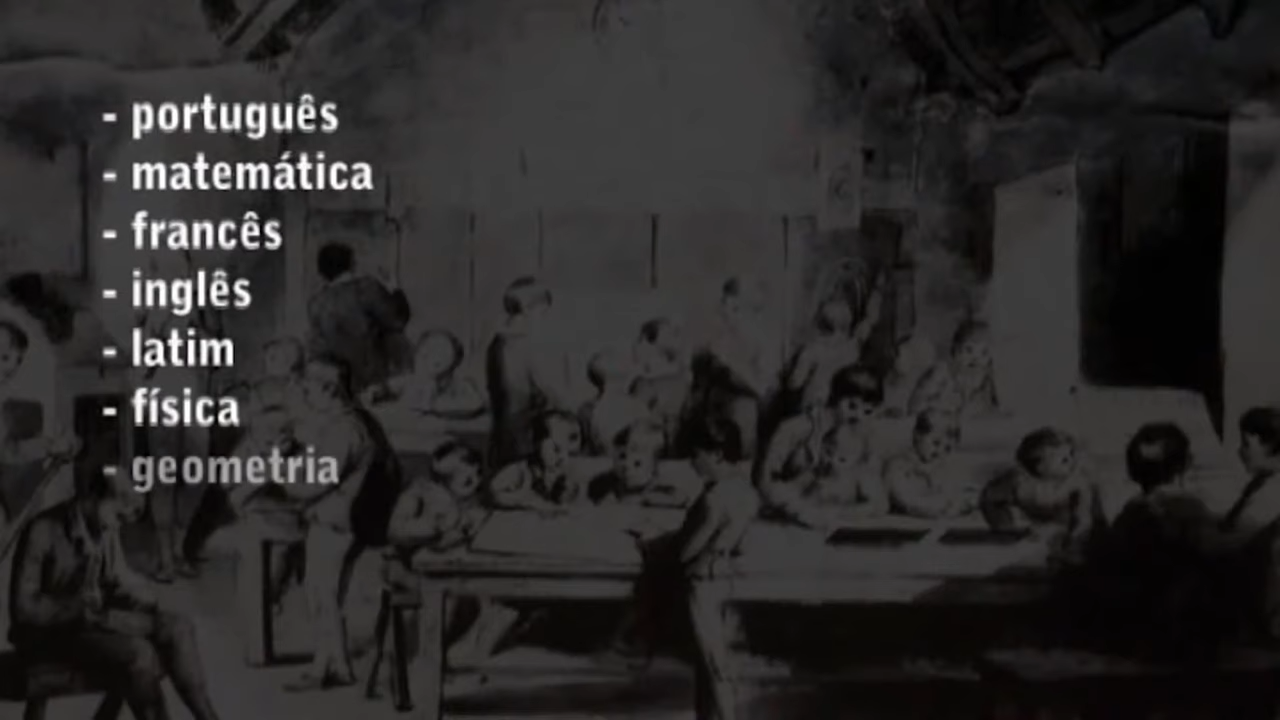 - português
- matemática
- francês
- inglês
- latim
- física
- geometria